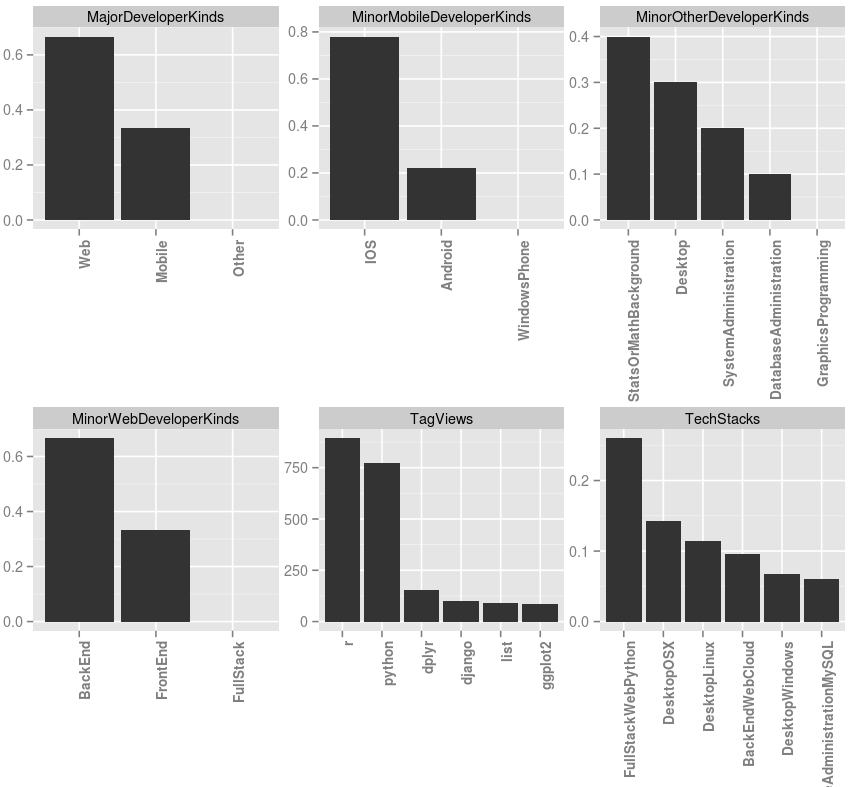 MajorDeveloperKinds
0.6
0.4
0.2
0.0
Web
Mobile
Other
MinorMobileDeveloperKinds
0.8
0.6
0.4
0.2
0.0
IOS
Android
WindowsPhone
MinorOtherDeveloperKinds
0.4
0.3
0.2
0.1
0.0
StatsOrMathBackground
Desktop
SystemAdministration
DatabaseAdministration
GraphicsProgramming
MinorWebDeveloperKinds
0.6
0.4
0.2
0.0
BackEnd
FrontEnd
FullStack
TagViews
750
500
250
0
r
python
dplyr
django
list
ggplot2
TechStacks
0.2
0.1
0.0
FullStackWebPython
DesktopOSX
DesktopLinux
BackEndWebCloud
DesktopWindows
eAdministrationMySQL